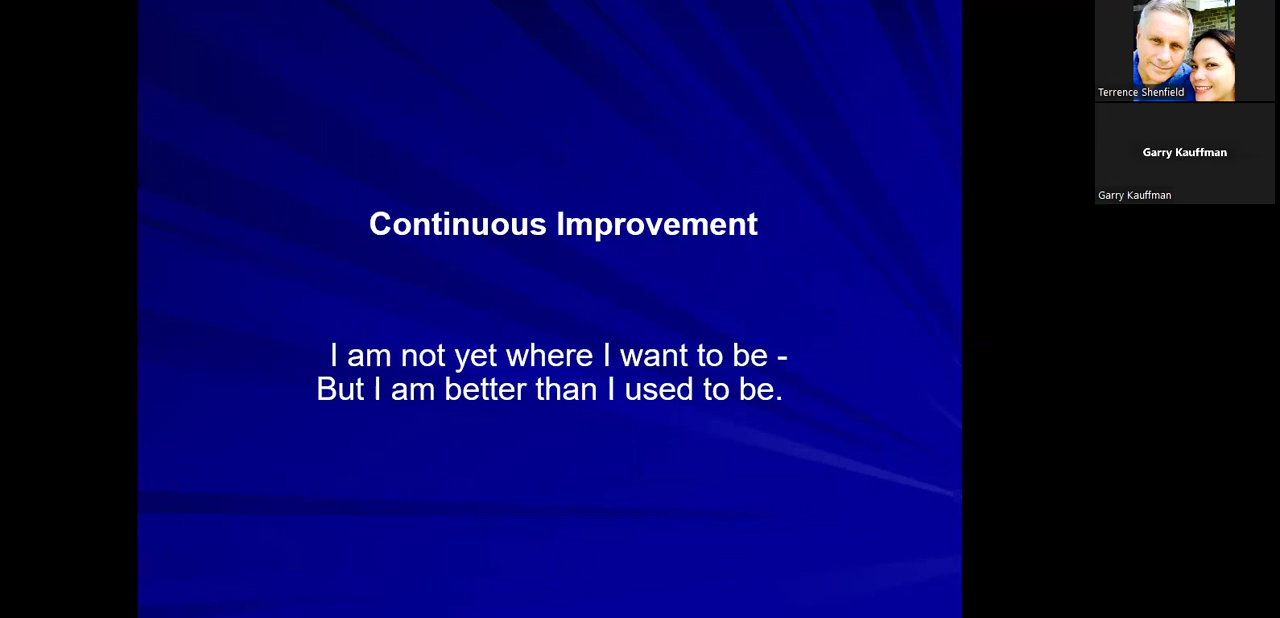 Continuous Improvement
I am not yet where I want to be -
But I am better than I used to be.
Terrence Shenfield
Garry Kauffman
Garry Kauffman